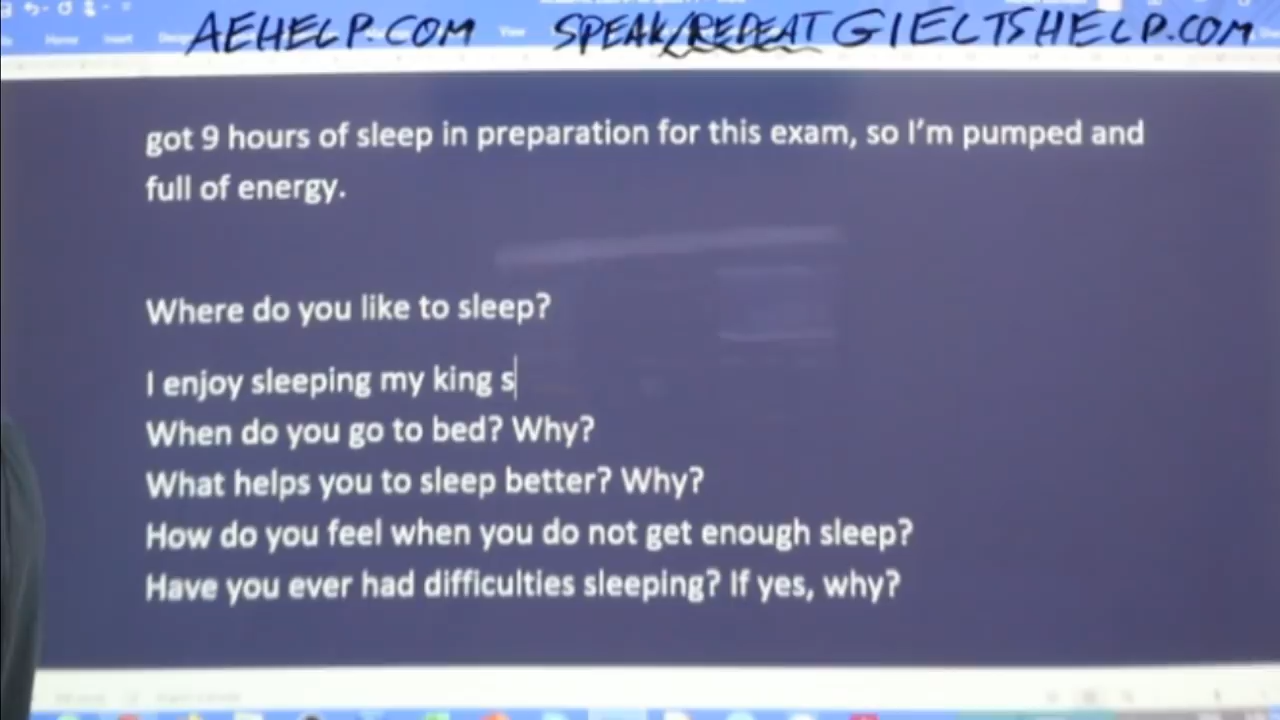 AEHELP.COM SPEAK/REPEAT GIELTSHELP.COM
Home Insert View
got 9 hours of sleep in preparation for this exam, so I'm pumped and
full of energy.
Where do you like to sleep?
I enjoy sleeping my king s
When do you go to bed? Why?
What helps you to sleep better? Why?
How do you feel when you do not get enough sleep?
Have you ever had difficulties sleeping? If yes, why?